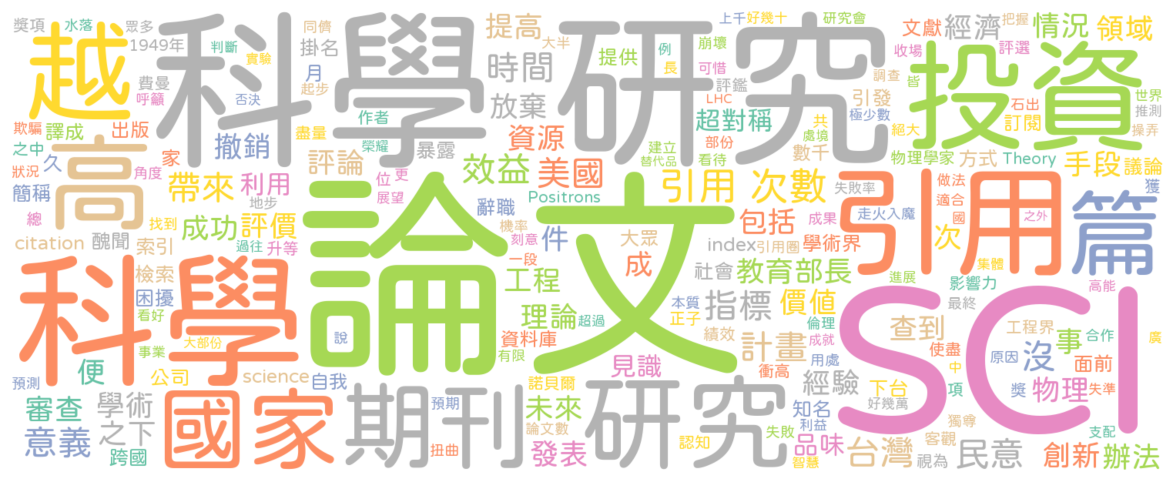 獎項 水落 眾多 同儕 大半 上千 好幾十 研究會 文獻 經濟 把握 情況 領域
越 科學研究 投資
1949年 判斷 掛名 提高 提供 例 崩壞 收場 評選
費曼 實驗 月 時間 長 可惜 評鑑 調查 皆
呼籲 否決 起步 放棄 LHC 引發 石出 世界
欺騙 譯成 出版 撤銷 盡量 作者 資源 超對稱 部份 共 極少數 絕大 訂閱 推測
之中 久 家 評論 榮耀 暴露 效益 美國 建立 看待 數千 處境 物理學家 方式 Theory 手段 操弄
狀況 角度 高 帶來 利用 位 更 引用 次數 替代品 失敗率 做法 議論
簡稱 地步 展望 Positrons 適合 獲
總 找到 成功 評價 辭職 機率 包括 成果 走火入魔 次 國 引用 篇
citation 醜聞 索引 過往 升等 刻意 件 大眾 index 引用圈 學術界 之外
論文
科學 檢索 一段 成 社會 教育部長 進展 影響力 集體 高能
困擾 看好 工程 本質 指標 價值 最終 SCI
說 理論 超過 正子 倫理 查到 工程界 合作
事業 大部份 資料庫 績效 成就 使盡 沒 事 廣
預測 便 公司 science 自我 有限 見識 計畫 衝高 用處 中 原因 面前
審查 學術 國家 期刊 研究 諾貝爾 未來 經驗 下台 項 獎 物理 失準
意義 之下 預期 論文數 知名 好幾萬 獨尊 支配
跨國 扭曲 發表 認知 失敗 利益 品味 智慧 台灣 客觀 視為 民意 創新 辦法